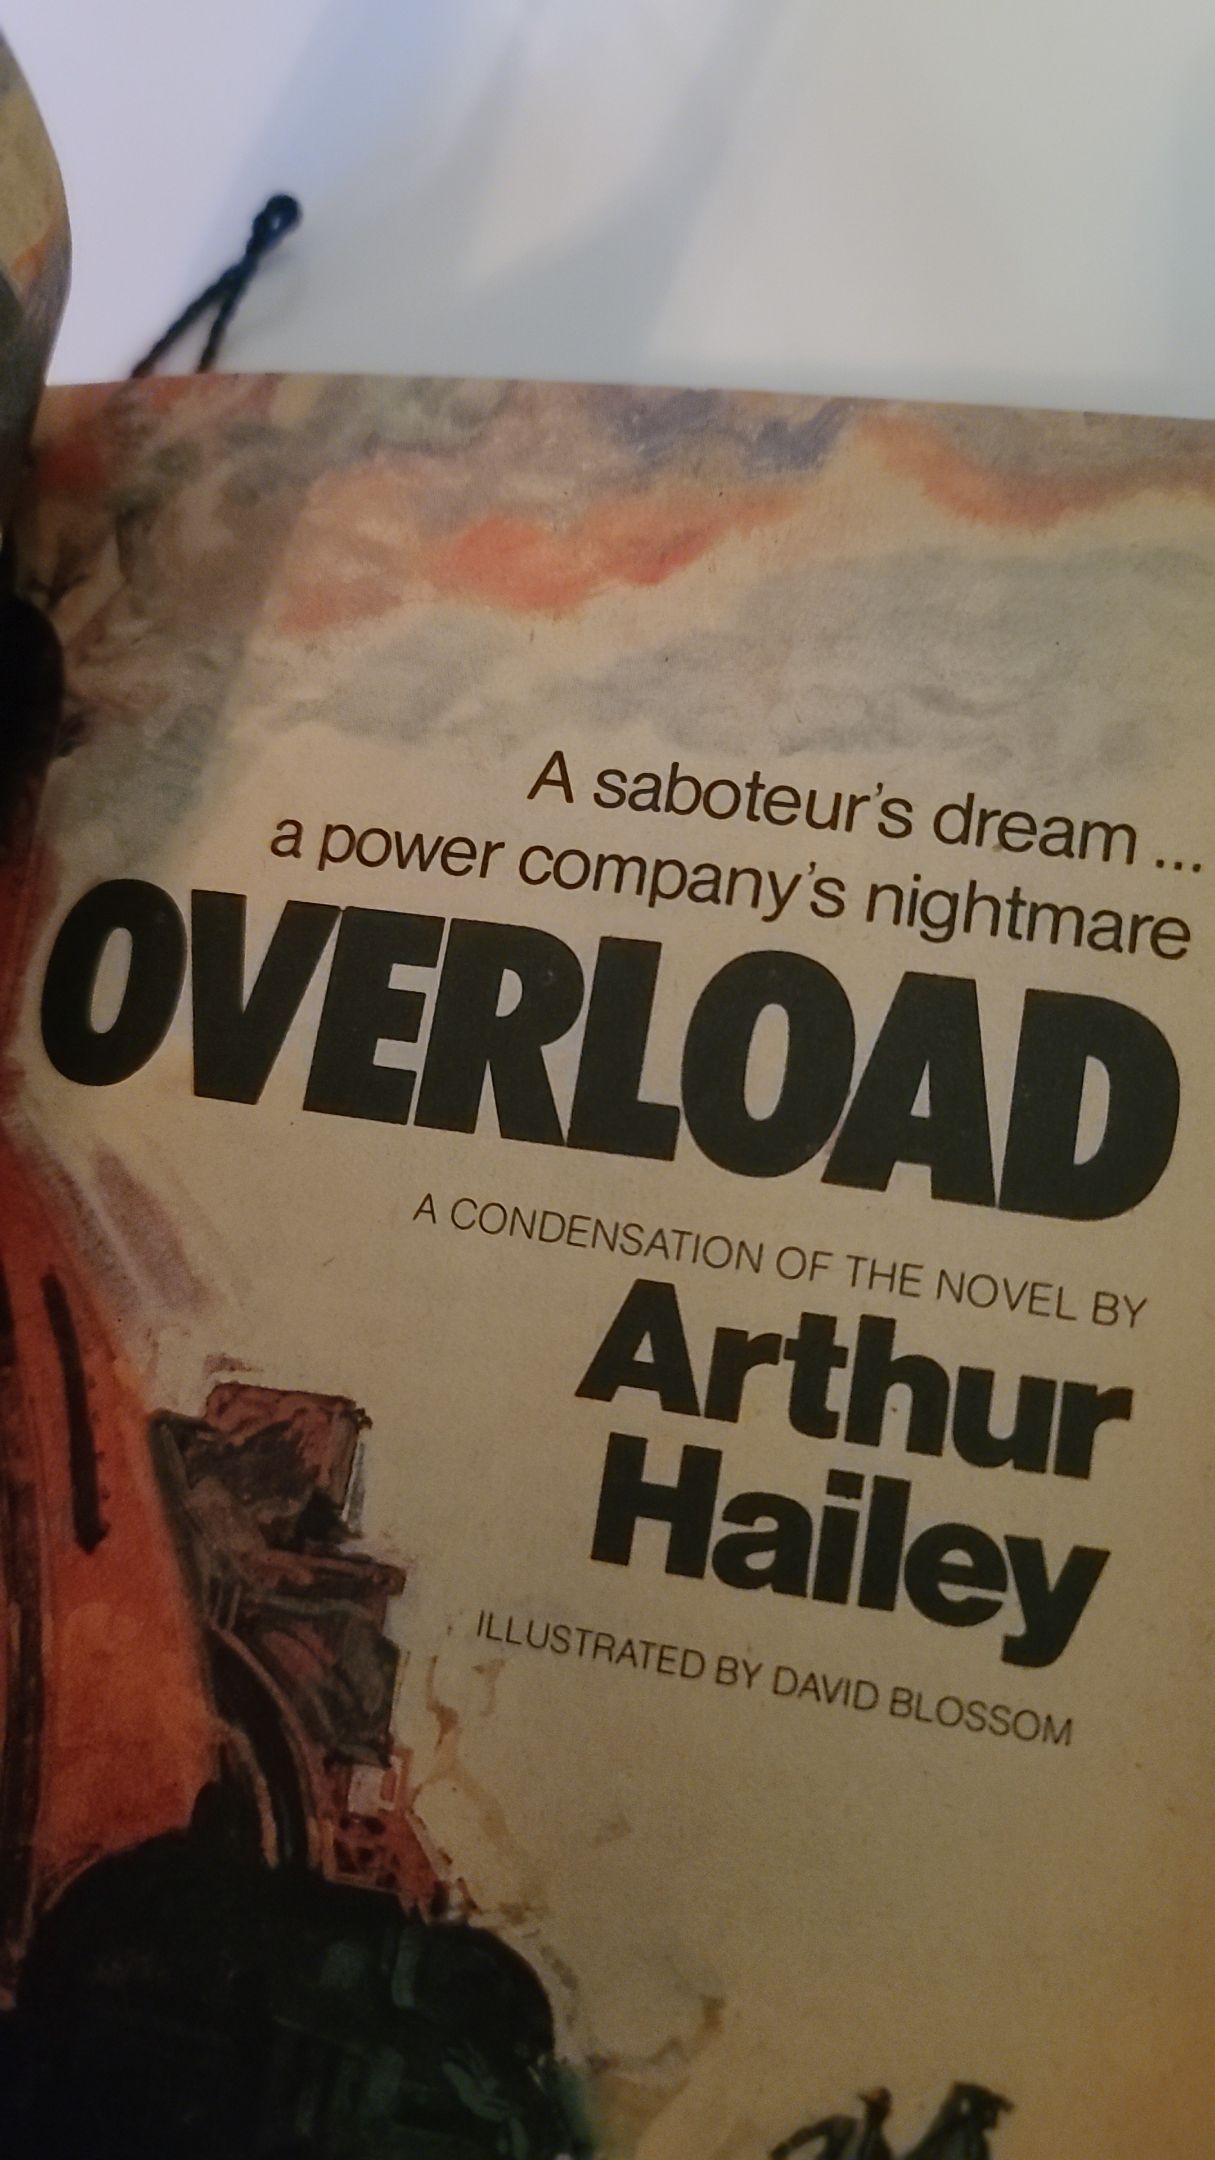 A saboteur's dream ...
a power company's nightmare
OVERLOAD
A CONDENSATION OF THE NOVEL BY
Arthur
Hailey
ILLUSTRATED BY DAVID BLOSSOM